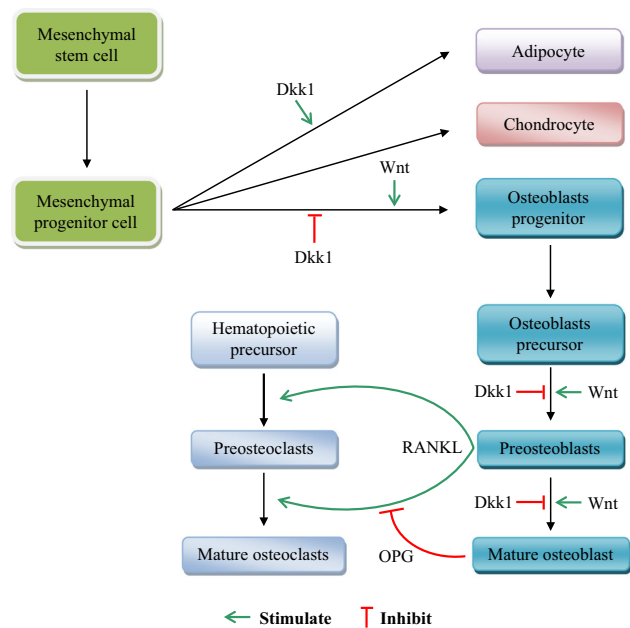 Mesenchymal
stem cell
Adipocyte
Dkk1
Chondrocyte
Wnt
Mesenchymal
progenitor cell
Osteoblasts
progenitor
Dkk1
Hematopoietic
precursor
Osteoblasts
precursor
Dkk1
Wnt
Preosteoclasts
RANKL
Preosteoblasts
Dkk1
Wnt
Mature osteoclasts
OPG
Mature osteoblast
Stimulate
Inhibit